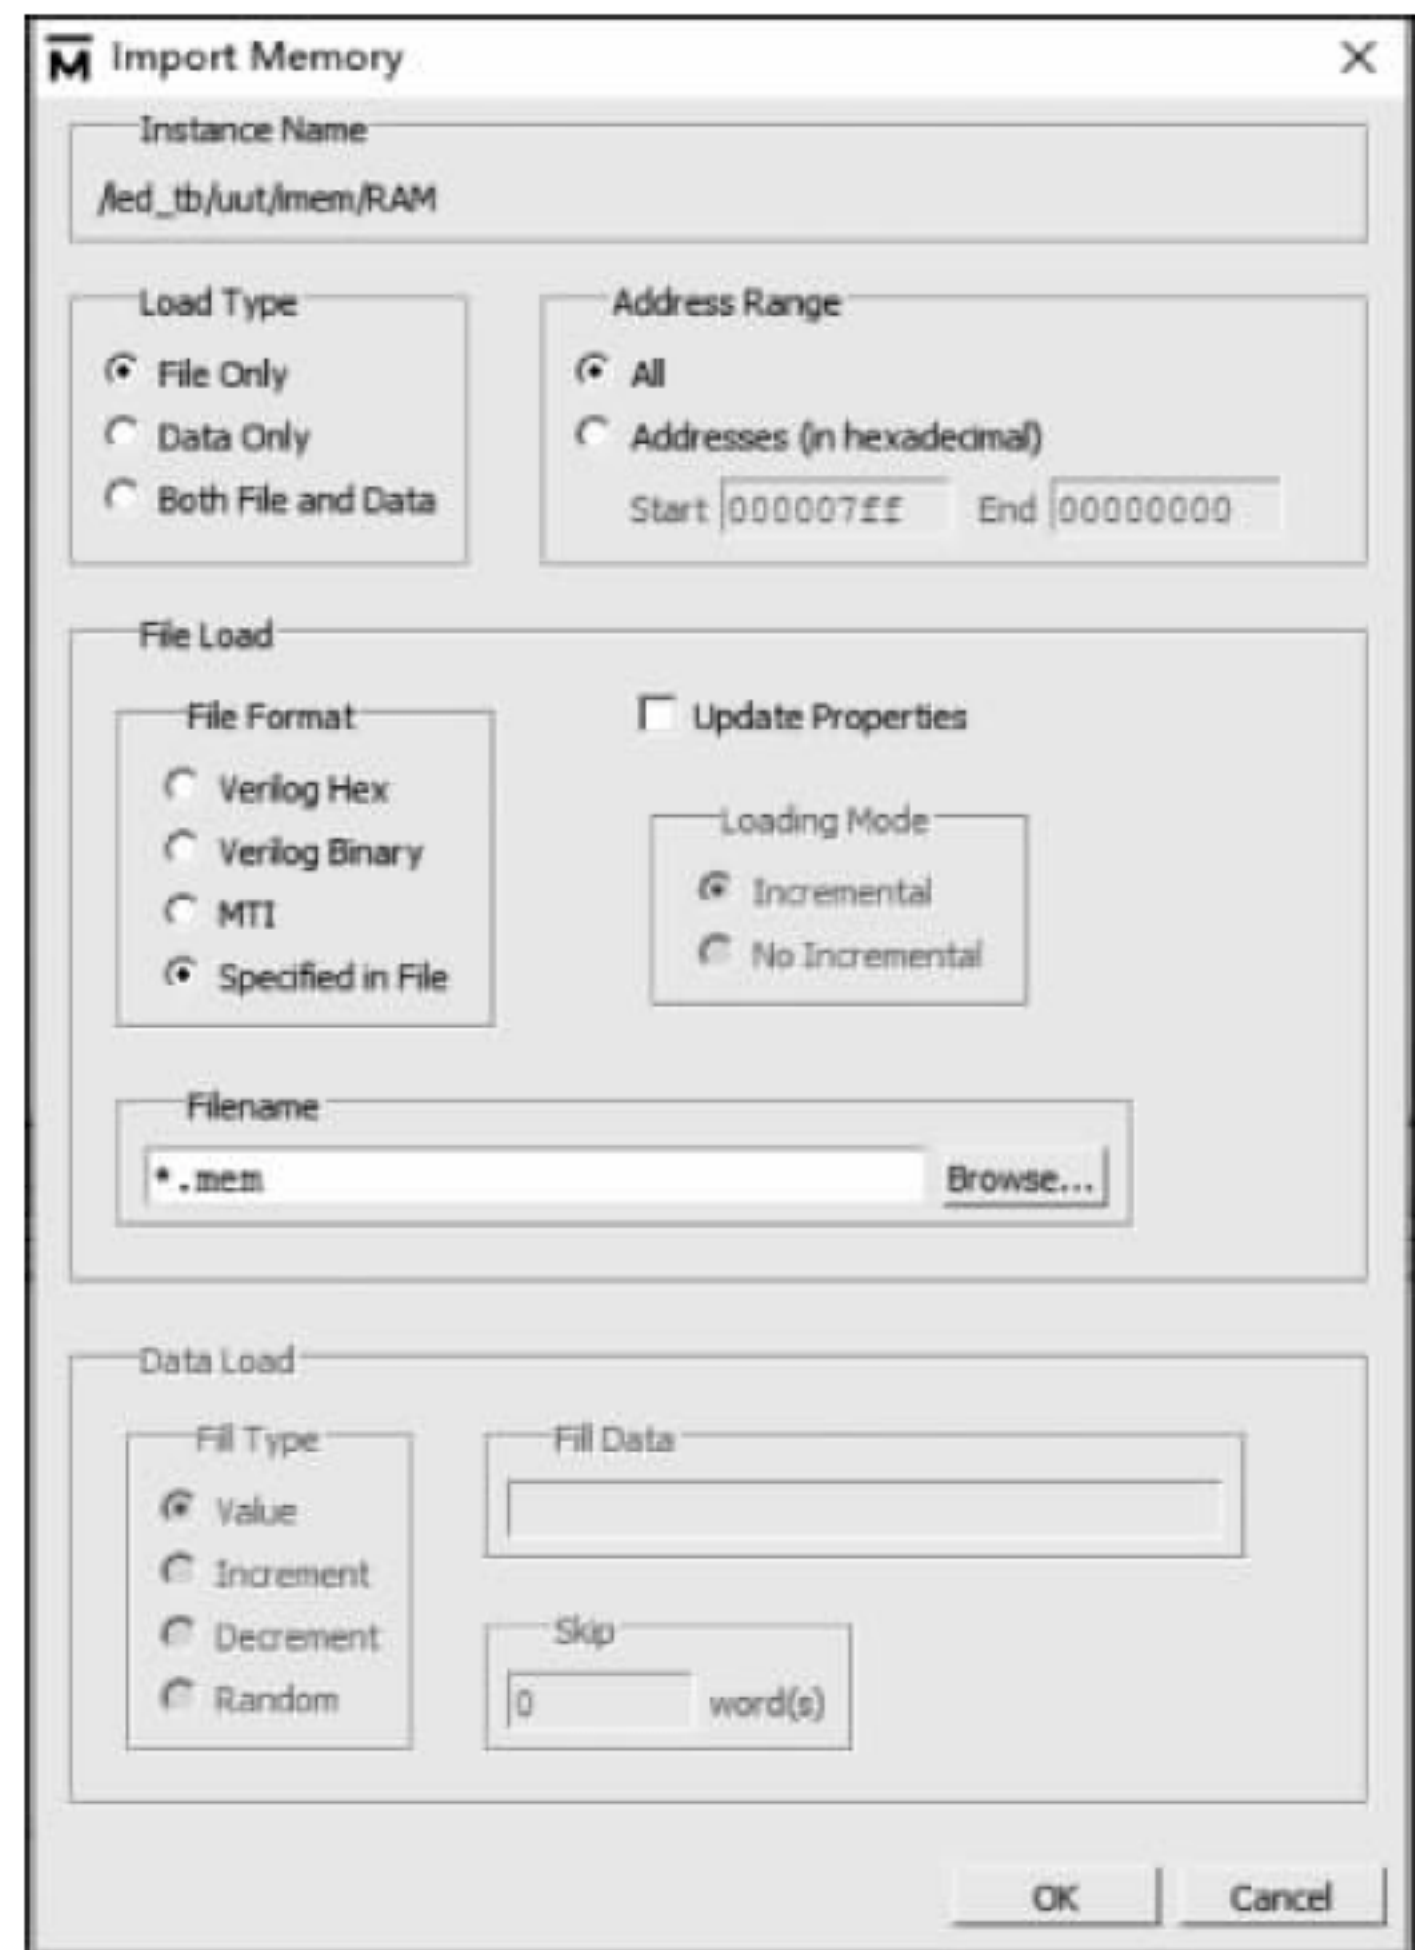 M Import Memory
Instance Name
/led_tb/uut/imem/RAM
Load Type
File Only
Data Only
Both File and Data
Address Range
All
Addresses (in hexadecimal)
Start 000007ff End 00000000
File Load
File Format
Verilog Hex
Verilog Binary
MTI
Specified in File
Update Properties
Loading Mode
Incremental
No Incremental
Filename
*.mem Browse...
Data Load
Fill Type
Value
Increment
Decrement
Random
Fill Data
Skip
0 word(s)
OK Cancel